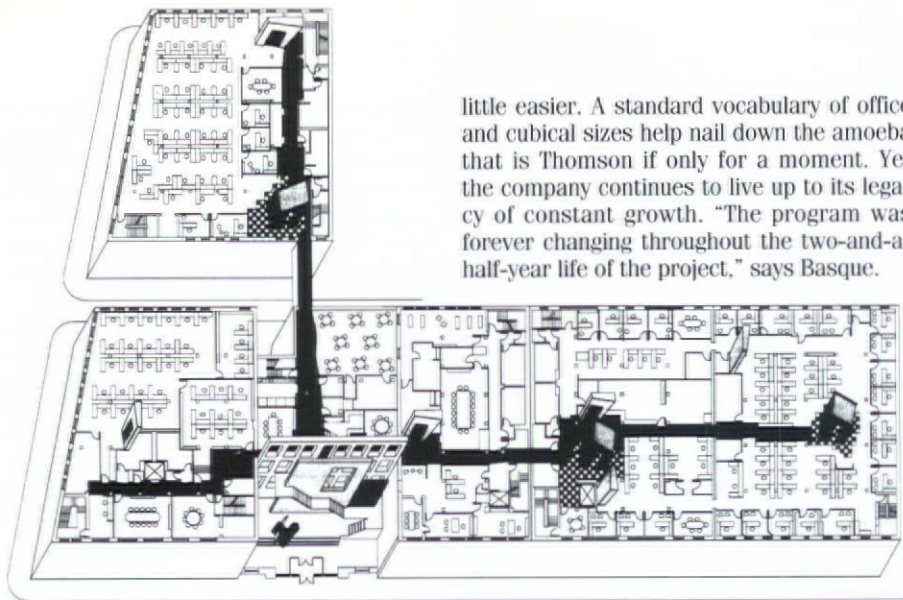 little easier. A standard vocabulary of office
and cubical sizes help nail down the amoeba
that is Thomson if only for a moment. Yet
the company continues to live up to its lega-
cy of constant growth. “The program was
forever changing throughout the two-and-a-
half-year life of the project,” says Basque.